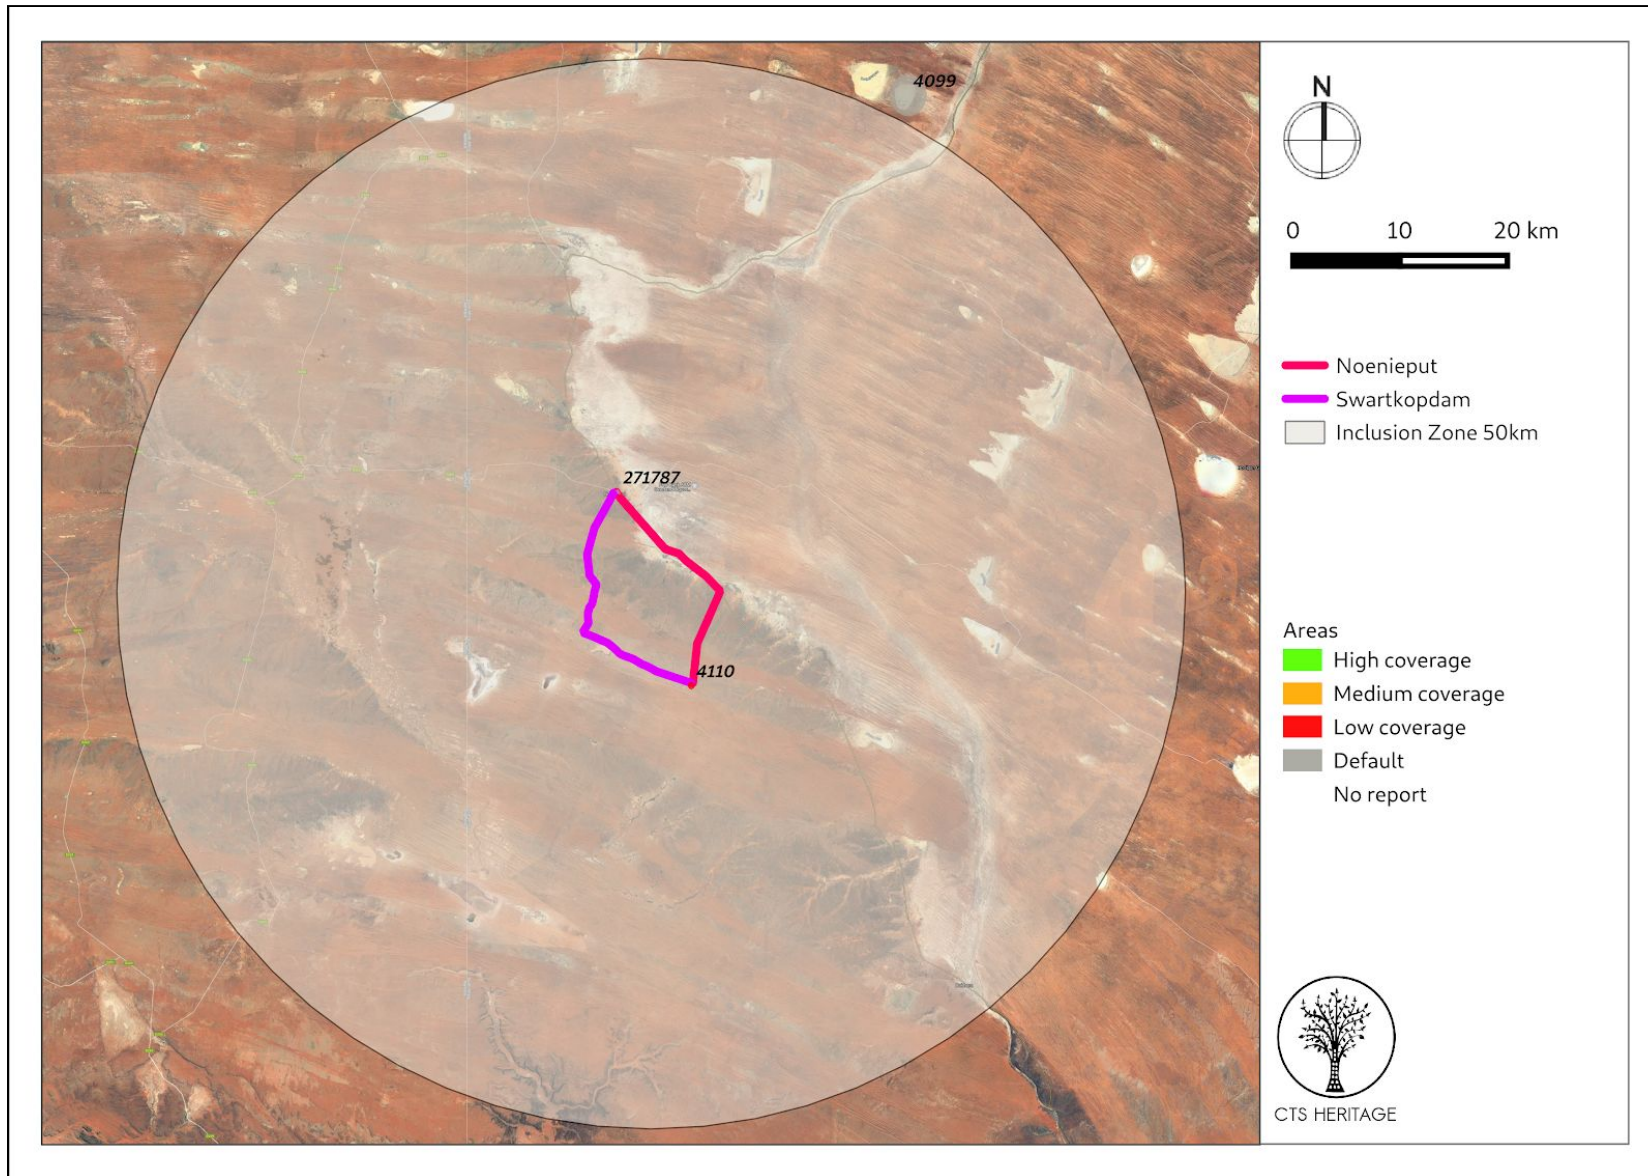 4099
271787
4110
N
0 10 20 km
Noenieput
Swartkopdam
Inclusion Zone 50km
Areas
High coverage
Medium coverage
Low coverage
Default
No report
CTS HERITAGE